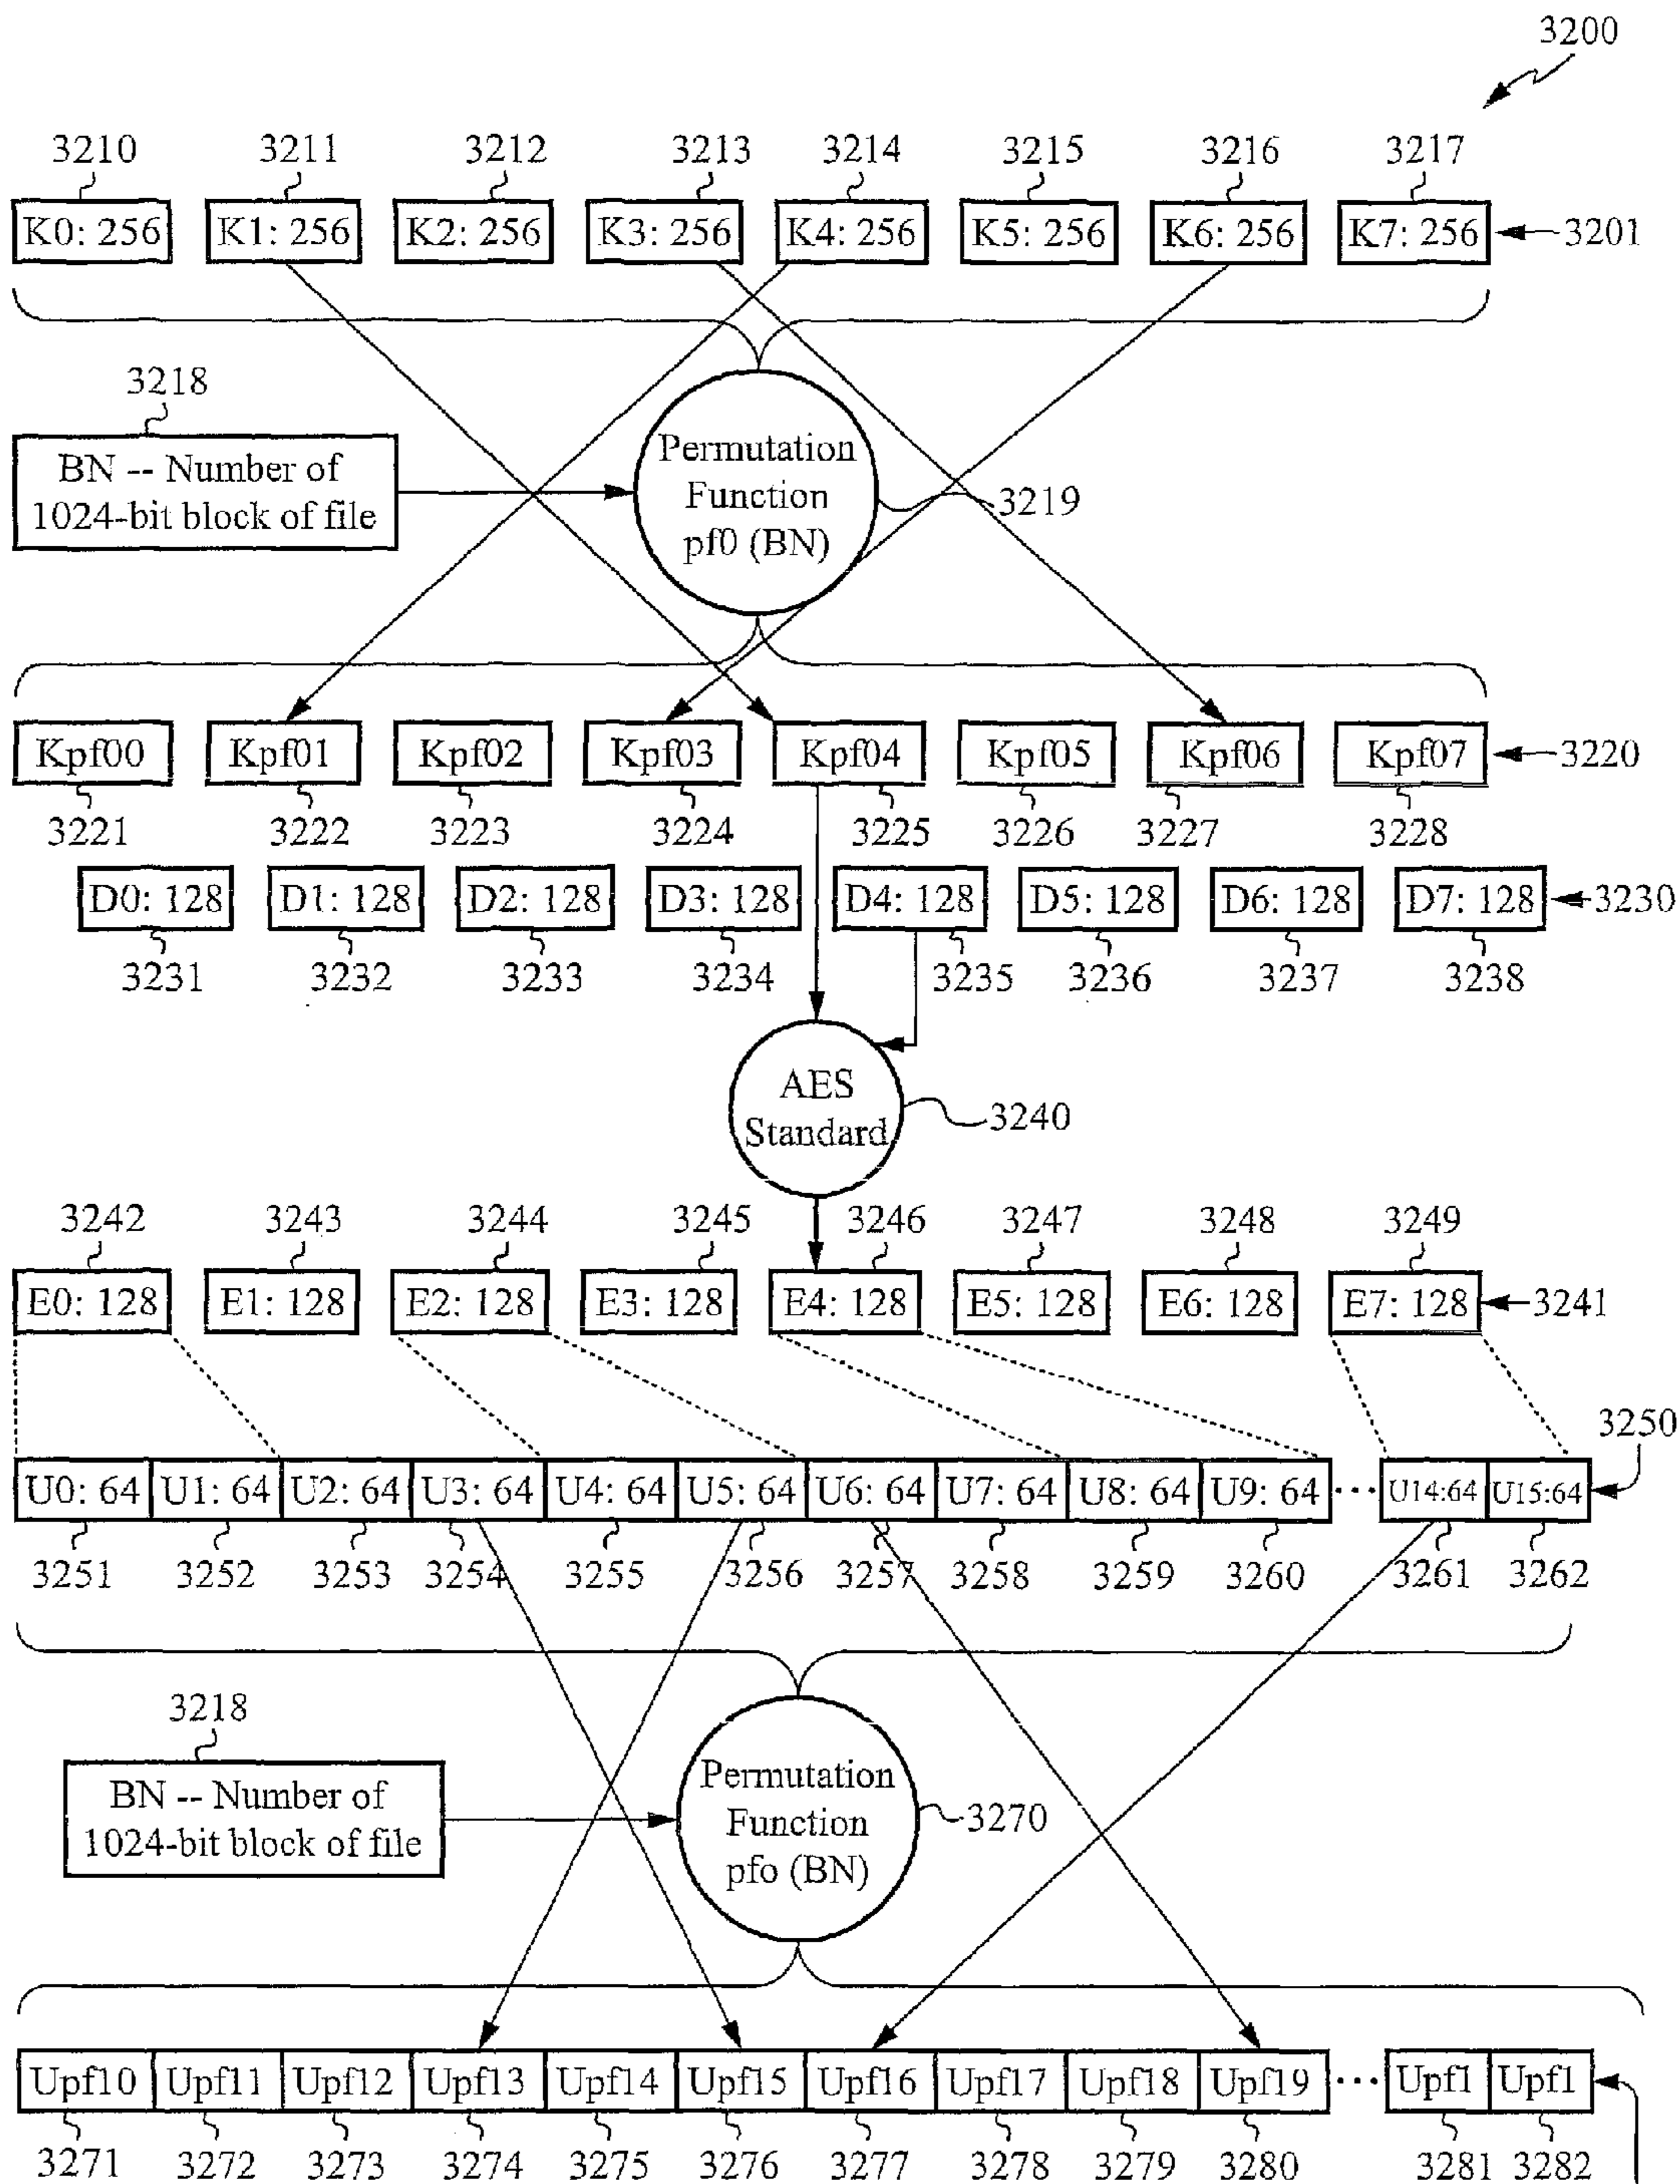 3200
3210 3211 3212 3213 3214 3215 3216 3217
K0: 256 K1: 256 K2: 256 K3: 256 K4: 256 K5: 256 K6: 256 K7: 256 3201
3218
BN -- Number of
1024-bit block of file
Permutation
Function
pf0 (BN)
3219
Kpf00 Kpf01 Kpf02 Kpf03 Kpf04 Kpf05 Kpf06 Kpf07 3220
3221 3222 3223 3224 3225 3226 3227 3228
D0: 128 D1: 128 D2: 128 D3: 128 D4: 128 D5: 128 D6: 128 D7: 128 3230
3231 3232 3233 3234 3235 3236 3237 3238
AES
Standard
3240
3242 3243 3244 3245 3246 3247 3248 3249
E0: 128 E1: 128 E2: 128 E3: 128 E4: 128 E5: 128 E6: 128 E7: 128 3241
3250
U0: 64 U1: 64 U2: 64 U3: 64 U4: 64 U5: 64 U6: 64 U7: 64 U8: 64 U9: 64 ... U14:64 U15:64
3251 3252 3253 3254 3255 3256 3257 3258 3259 3260 3261 3262
3218
BN -- Number of
1024-bit block of file
Permutation
Function
pfo (BN)
3270
Upf10 Upf11 Upf12 Upf13 Upf14 Upf15 Upf16 Upf17 Upf18 Upf19 ... Upf1 Upf1
3271 3272 3273 3274 3275 3276 3277 3278 3279 3280 3281 3282